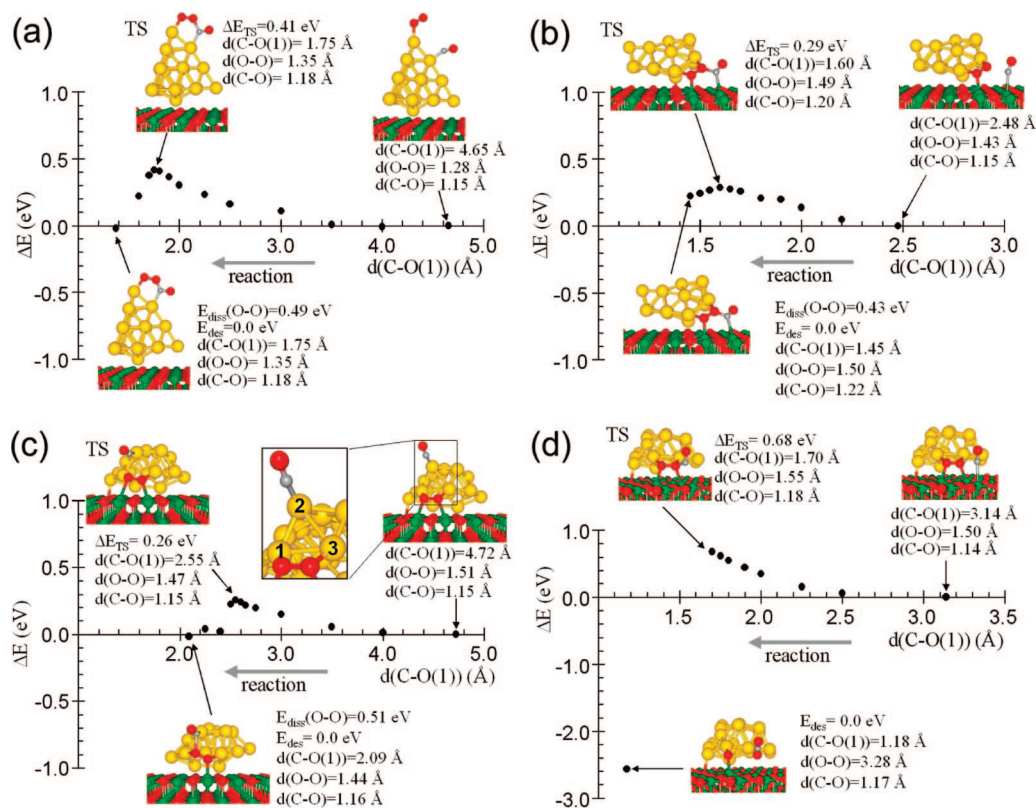 (a)
TS
ΔE_TS=0.41 eV
d(C-O(1))= 1.75 Å
d(O-O)= 1.35 Å
d(C-O)= 1.18 Å
d(C-O(1))= 4.65 Å
d(O-O)= 1.28 Å
d(C-O)= 1.15 Å
1.0
0.5
0.0
-0.5
-1.0
ΔE (eV)
2.0
3.0
4.0
5.0
d(C-O(1)) (Å)
reaction
E_diss(O-O)=0.49 eV
E_des=0.0 eV
d(C-O(1))= 1.75 Å
d(O-O)= 1.35 Å
d(C-O)= 1.18 Å
(b)
TS
ΔE_TS= 0.29 eV
d(C-O(1))=1.60 Å
d(O-O)=1.49 Å
d(C-O)=1.20 Å
d(C-O(1))=2.48 Å
d(O-O)=1.43 Å
d(C-O)=1.15 Å
1.0
0.5
0.0
-0.5
-1.0
ΔE (eV)
1.5
2.0
2.5
3.0
d(C-O(1)) (Å)
reaction
E_diss(O-O)=0.43 eV
E_des= 0.0 eV
d(C-O(1))=1.45 Å
d(O-O)=1.50 Å
d(C-O)=1.22 Å
(c)
TS
2
1
3
ΔE_TS= 0.26 eV
d(C-O(1))=2.55 Å
d(O-O)=1.47 Å
d(C-O)=1.15 Å
d(C-O(1))=4.72 Å
d(O-O)=1.51 Å
d(C-O)=1.15 Å
1.0
0.5
0.0
-0.5
-1.0
ΔE (eV)
2.0
3.0
4.0
5.0
d(C-O(1)) (Å)
reaction
E_diss(O-O)=0.51 eV
E_des= 0.0 eV
d(C-O(1))=2.09 Å
d(O-O)=1.44 Å
d(C-O)=1.16 Å
(d)
TS
ΔE_TS= 0.68 eV
d(C-O(1))=1.70 Å
d(O-O)=1.55 Å
d(C-O)=1.18 Å
d(C-O(1))=3.14 Å
d(O-O)=1.50 Å
d(C-O)=1.14 Å
1.0
0.0
-1.0
-2.0
-3.0
ΔE (eV)
1.5
2.0
2.5
3.0
3.5
d(C-O(1)) (Å)
reaction
E_des= 0.0 eV
d(C-O(1))=1.18 Å
d(O-O)=3.28 Å
d(C-O)=1.17 Å